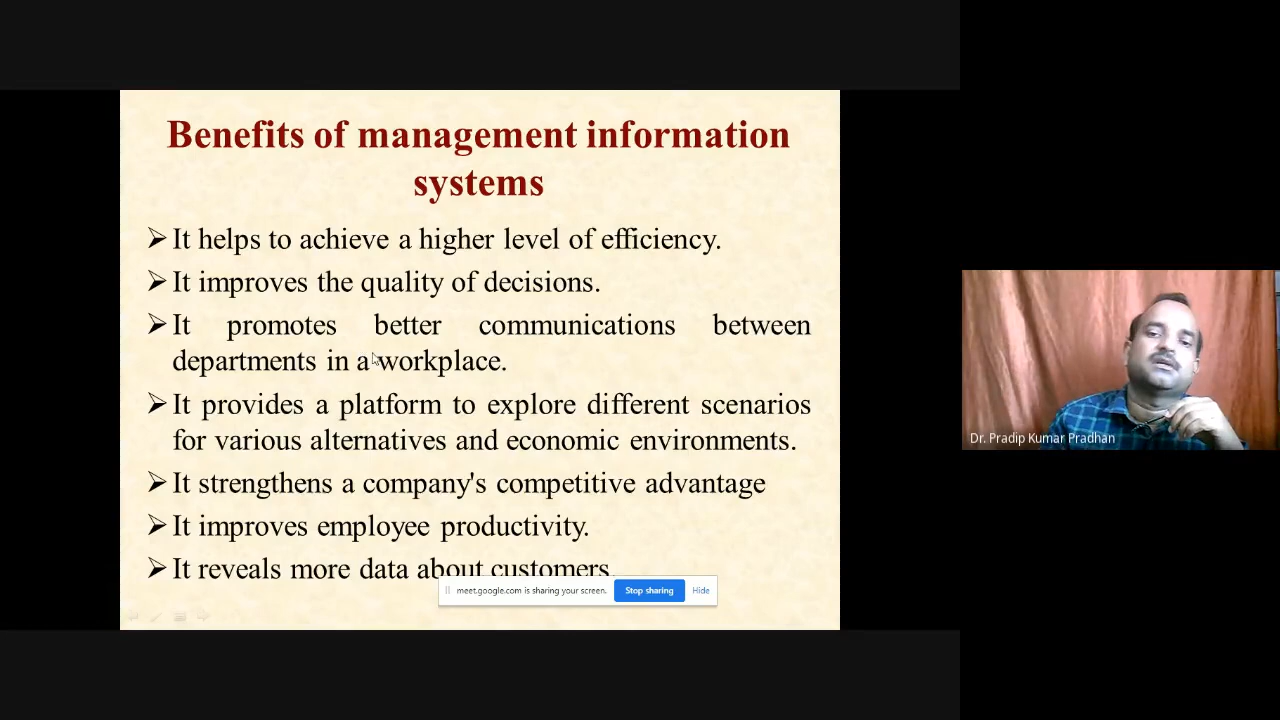 Benefits of management information
systems
It helps to achieve a higher level of efficiency.
It improves the quality of decisions.
It promotes better communications between
departments in a workplace.
It provides a platform to explore different scenarios
for various alternatives and economic environments.
It strengthens a company's competitive advantage
It improves employee productivity.
It reveals more data about customers.
meet.google.com is sharing your screen. Stop sharing Hide
Dr. Pradip Kumar Pradhan